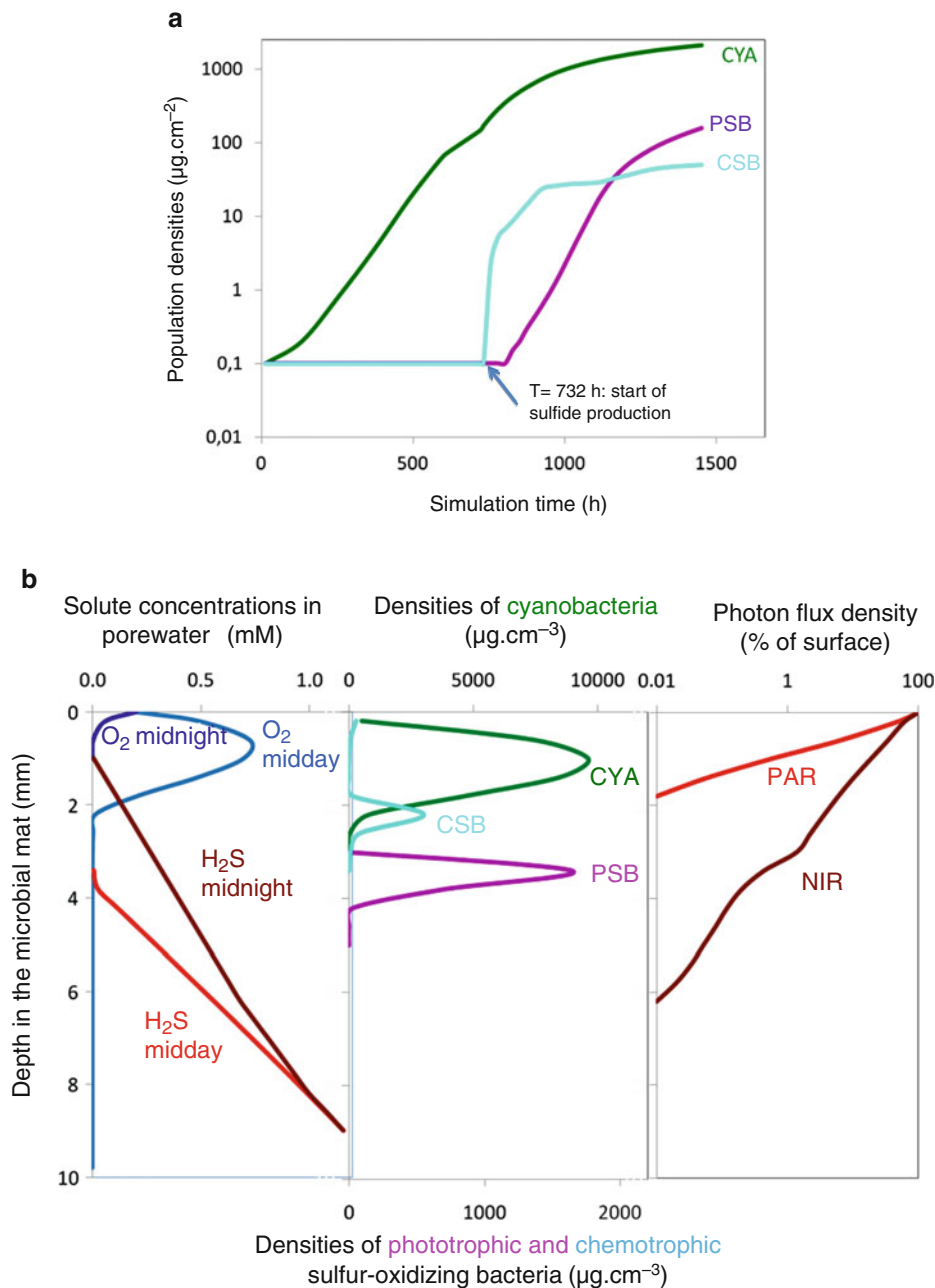 a
Population densities (µg.cm–2)
1000
100
10
1
0,1
0,01
CYA
PSB
CSB
T= 732 h: start of
sulfide production
0 500 1000 1500
Simulation time (h)
b
Solute concentrations in
porewater (mM)
Densities of cyanobacteria
(µg.cm–3)
Photon flux density
(% of surface)
0.0 0.5 1.0
0 5000 10000
0.01 1 100
Depth in the microbial mat (mm)
0
2
4
6
8
10
O2 midnight
O2
midday
H2S
midnight
H2S
midday
CYA
CSB
PSB
PAR
NIR
0 1000 2000
Densities of phototrophic and chemotrophic
sulfur-oxidizing bacteria (µg.cm–3)